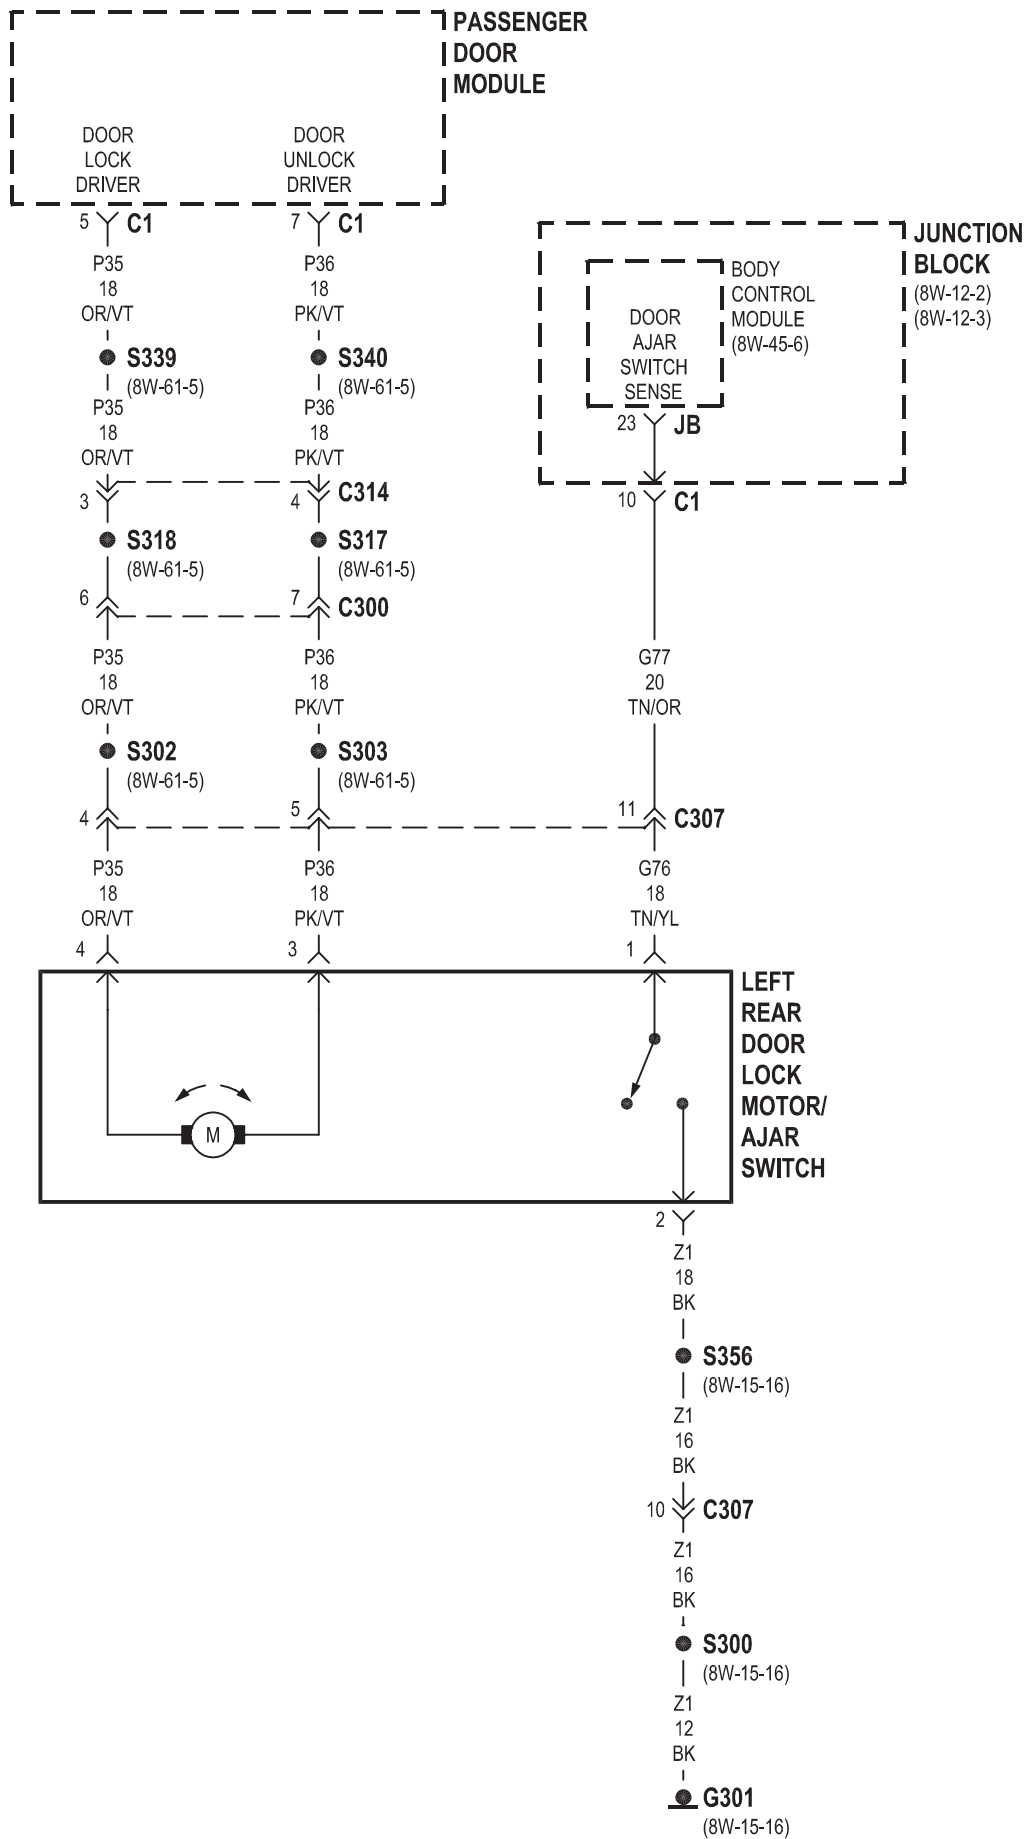 PASSENGER
DOOR
MODULE
DOOR
LOCK
DRIVER
DOOR
UNLOCK
DRIVER
5 C1
7 C1
P35
18
OR/VT
P36
18
PK/VT
JUNCTION
BLOCK
(8W-12-2)
(8W-12-3)
BODY
CONTROL
MODULE
(8W-45-6)
DOOR
AJAR
SWITCH
SENSE
23 JB
10 C1
S339
(8W-61-5)
S340
(8W-61-5)
P35
18
OR/VT
P36
18
PK/VT
3
4 C314
S318
(8W-61-5)
S317
(8W-61-5)
6
7 C300
P35
18
OR/VT
P36
18
PK/VT
G77
20
TN/OR
S302
(8W-61-5)
S303
(8W-61-5)
4
5
11 C307
P35
18
OR/VT
P36
18
PK/VT
G76
18
TN/YL
4
3
1
LEFT
REAR
DOOR
LOCK
MOTOR/
AJAR
SWITCH
M
2
Z1
18
BK
S356
(8W-15-16)
Z1
16
BK
10 C307
Z1
16
BK
S300
(8W-15-16)
Z1
12
BK
G301
(8W-15-16)